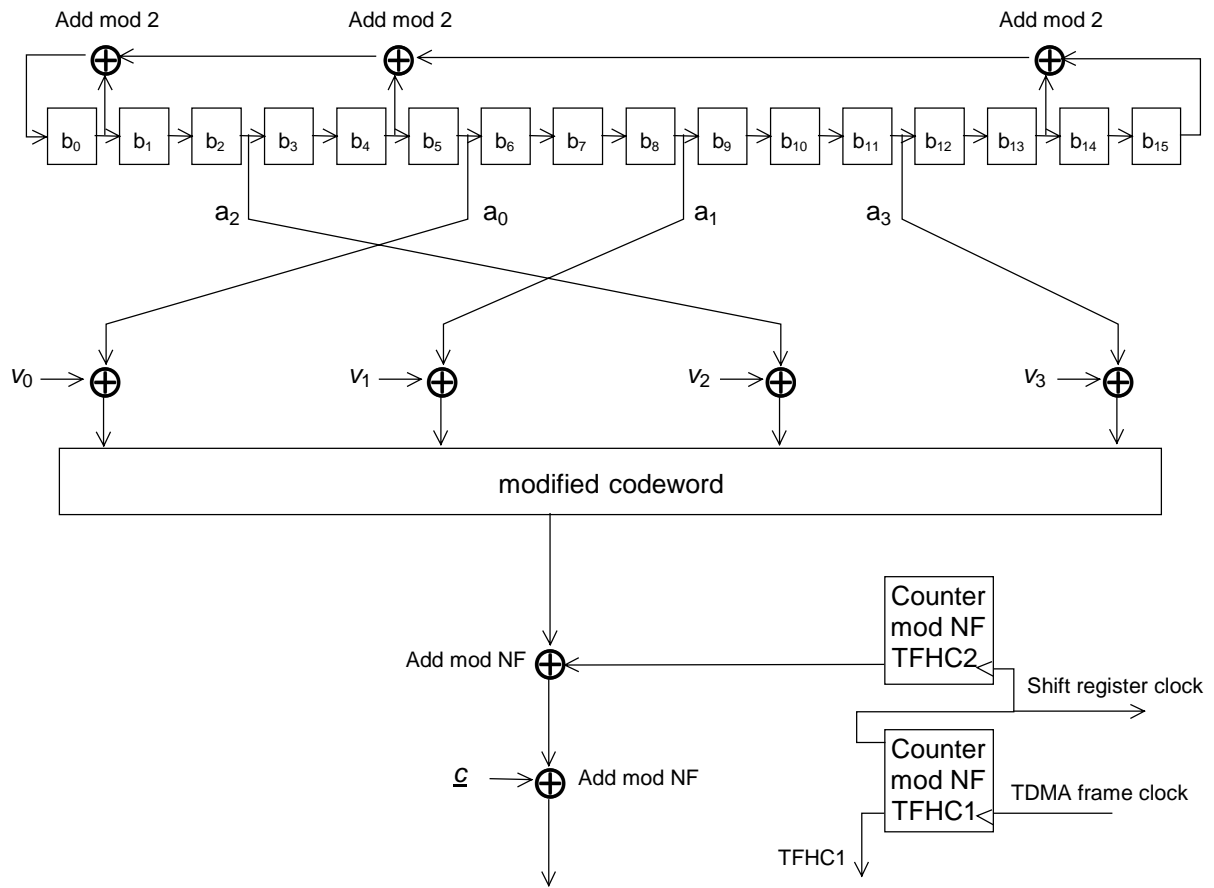 Add mod 2 Add mod 2 Add mod 2
b₀ b₁ b₂ b₃ b₄ b₅ b₆ b₇ b₈ b₉ b₁₀ b₁₁ b₁₂ b₁₃ b₁₄ b₁₅
a₂ a₀ a₁ a₃
v₀ v₁ v₂ v₃
modified codeword
Counter
mod NF
TFHC2
Add mod NF
Shift register clock
Counter
mod NF
TFHC1
c Add mod NF
TDMA frame clock
TFHC1